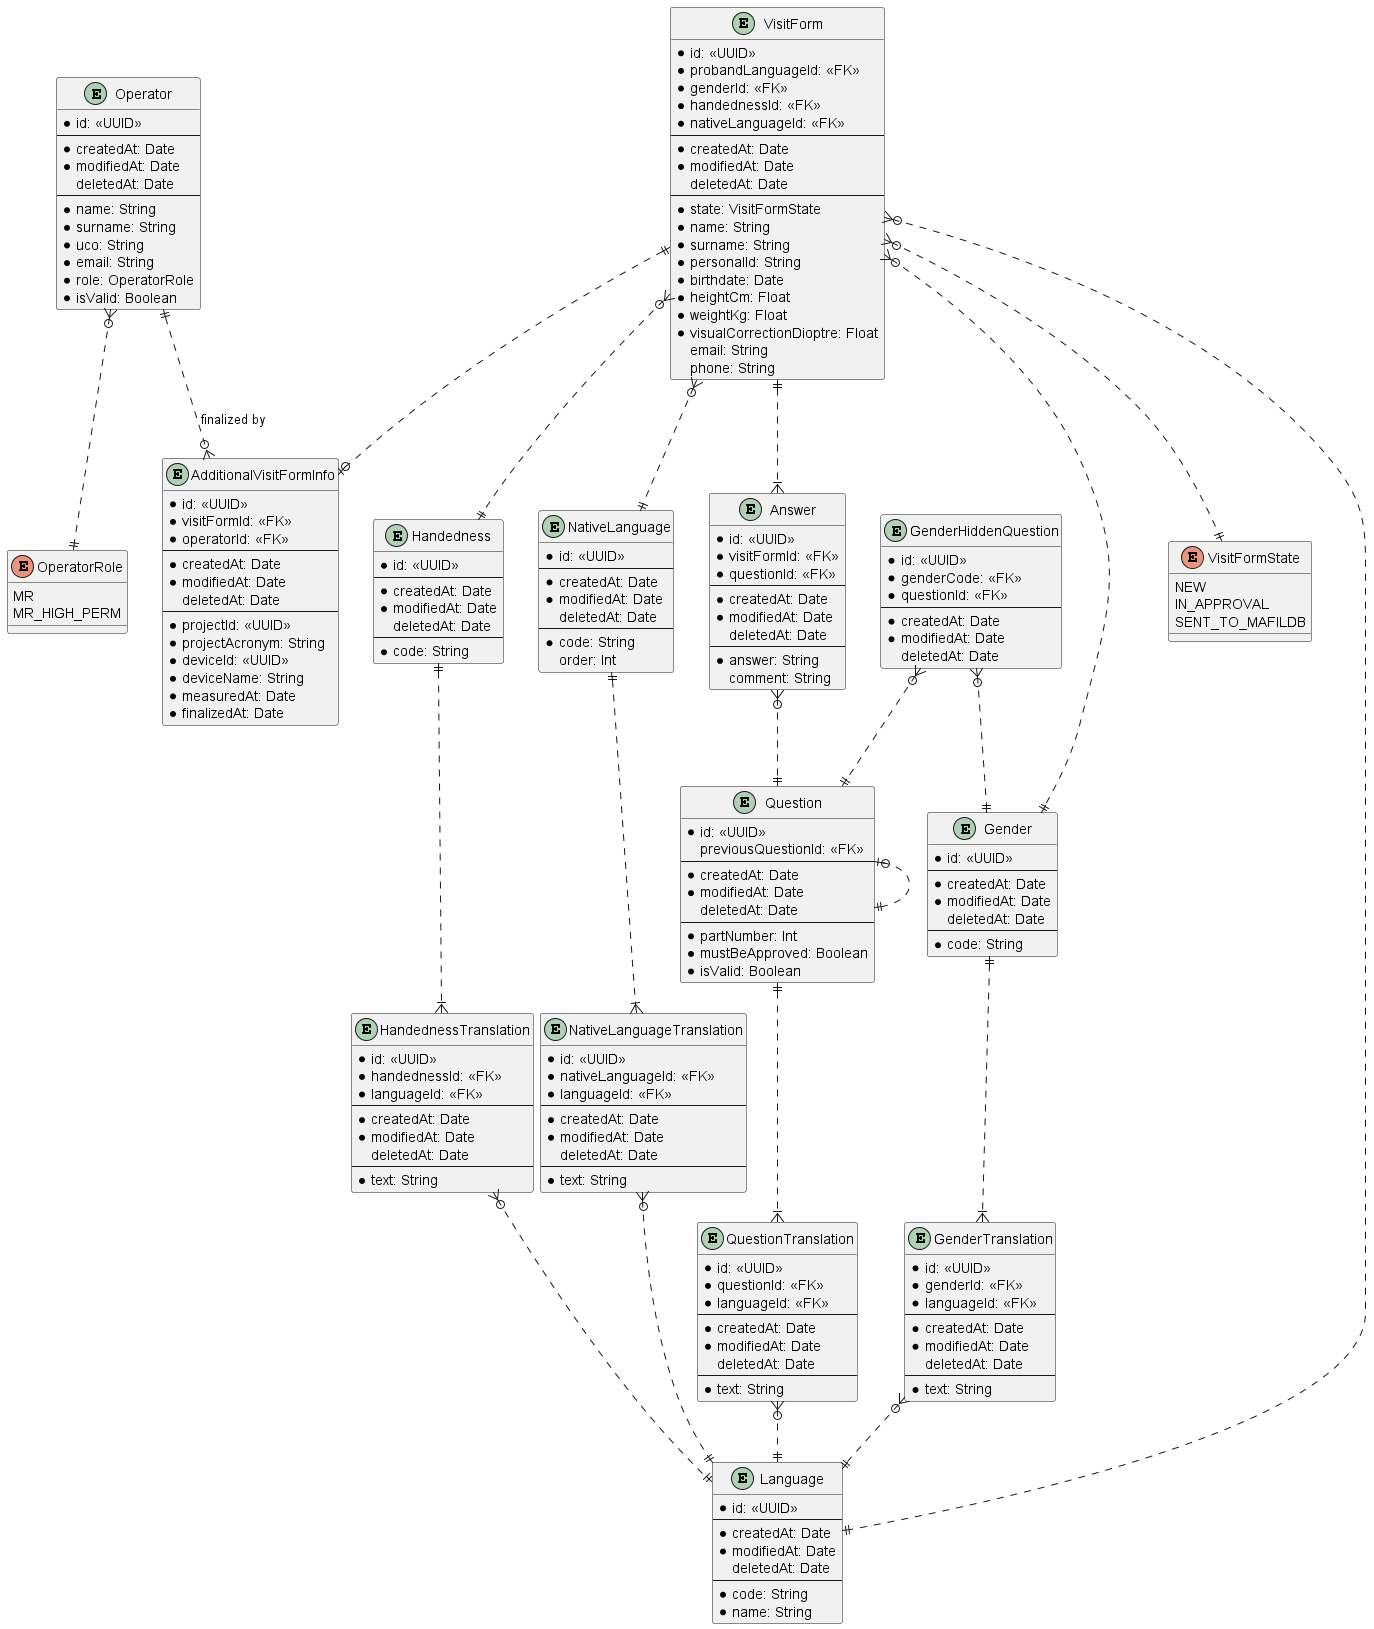 E VisitForm
id: «UUID»
probandLanguageId: «FK»
genderId: «FK»
handednessId: «FK»
nativeLanguageId: «FK»
createdAt: Date
modifiedAt: Date
deletedAt: Date
state: VisitFormState
name: String
surname: String
personalId: String
birthdate: Date
heightCm: Float
weightKg: Float
visualCorrectionDioptre: Float
email: String
phone: String
E Operator
id: «UUID»
createdAt: Date
modifiedAt: Date
deletedAt: Date
name: String
surname: String
uco: String
email: String
role: OperatorRole
isValid: Boolean
finalized by
E AdditionalVisitFormInfo
id: «UUID»
visitFormId: «FK»
operatorId: «FK»
createdAt: Date
modifiedAt: Date
deletedAt: Date
projectId: «UUID»
projectAcronym: String
deviceId: «UUID»
deviceName: String
measuredAt: Date
finalizedAt: Date
E OperatorRole
MR
MR_HIGH_PERM
E Handedness
id: «UUID»
createdAt: Date
modifiedAt: Date
deletedAt: Date
code: String
E NativeLanguage
id: «UUID»
createdAt: Date
modifiedAt: Date
deletedAt: Date
code: String
order: Int
E Answer
id: «UUID»
visitFormId: «FK»
questionId: «FK»
createdAt: Date
modifiedAt: Date
deletedAt: Date
answer: String
comment: String
E GenderHiddenQuestion
id: «UUID»
genderCode: «FK»
questionId: «FK»
createdAt: Date
modifiedAt: Date
deletedAt: Date
E VisitFormState
NEW
IN_APPROVAL
SENT_TO_MAFILDB
E Question
id: «UUID»
previousQuestionId: «FK»
createdAt: Date
modifiedAt: Date
deletedAt: Date
partNumber: Int
mustBeApproved: Boolean
isValid: Boolean
E Gender
id: «UUID»
createdAt: Date
modifiedAt: Date
deletedAt: Date
code: String
E HandednessTranslation
id: «UUID»
handednessId: «FK»
languageId: «FK»
createdAt: Date
modifiedAt: Date
deletedAt: Date
text: String
E NativeLanguageTranslation
id: «UUID»
nativeLanguageId: «FK»
languageId: «FK»
createdAt: Date
modifiedAt: Date
deletedAt: Date
text: String
E QuestionTranslation
id: «UUID»
questionId: «FK»
languageId: «FK»
createdAt: Date
modifiedAt: Date
deletedAt: Date
text: String
E GenderTranslation
id: «UUID»
genderId: «FK»
languageId: «FK»
createdAt: Date
modifiedAt: Date
deletedAt: Date
text: String
E Language
id: «UUID»
createdAt: Date
modifiedAt: Date
deletedAt: Date
code: String
name: String